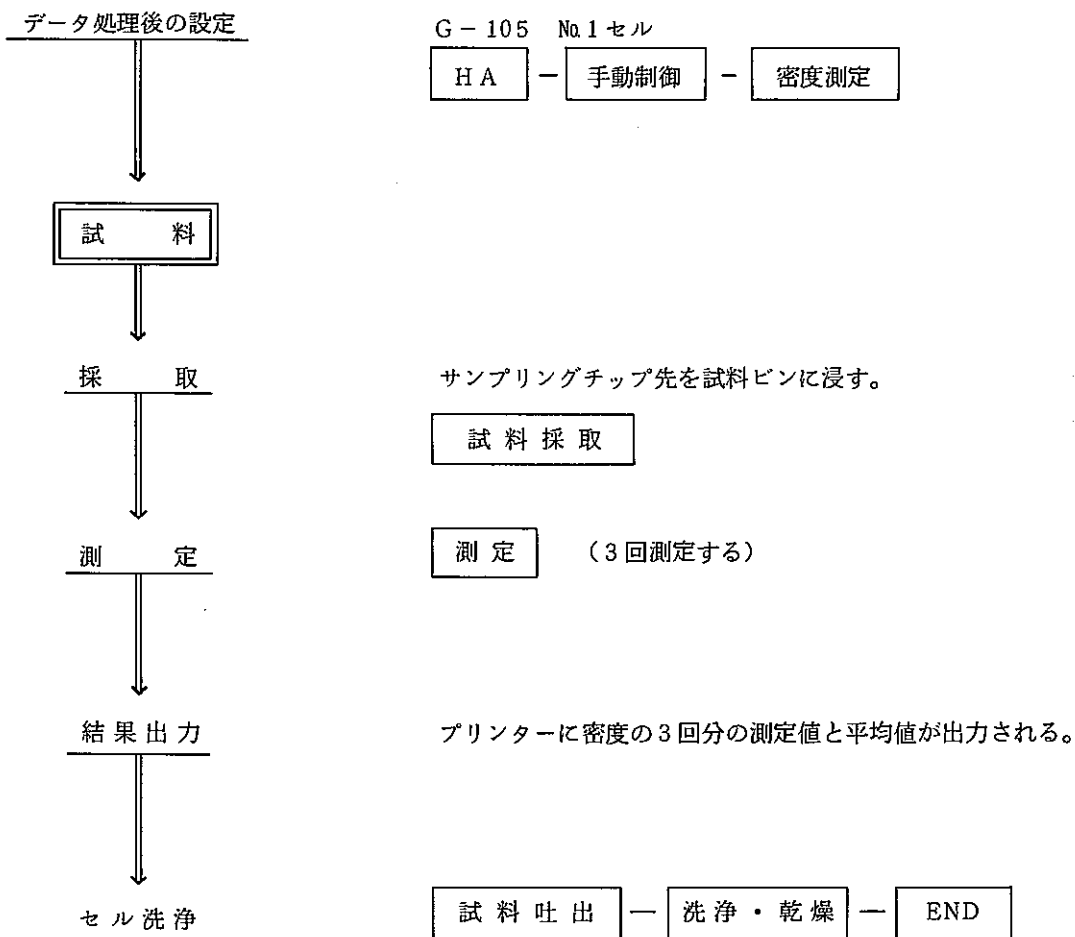 データ処理後の設定
G－105 №1セル
HA － 手動制御 － 密度測定
試 料
採 取
サンプリングチップ先を試料ビンに浸す。
試料採取
測 定
測定 （3回測定する）
結果出力
プリンターに密度の3回分の測定値と平均値が出力される。
セル洗浄
試料吐出 － 洗浄・乾燥 － END